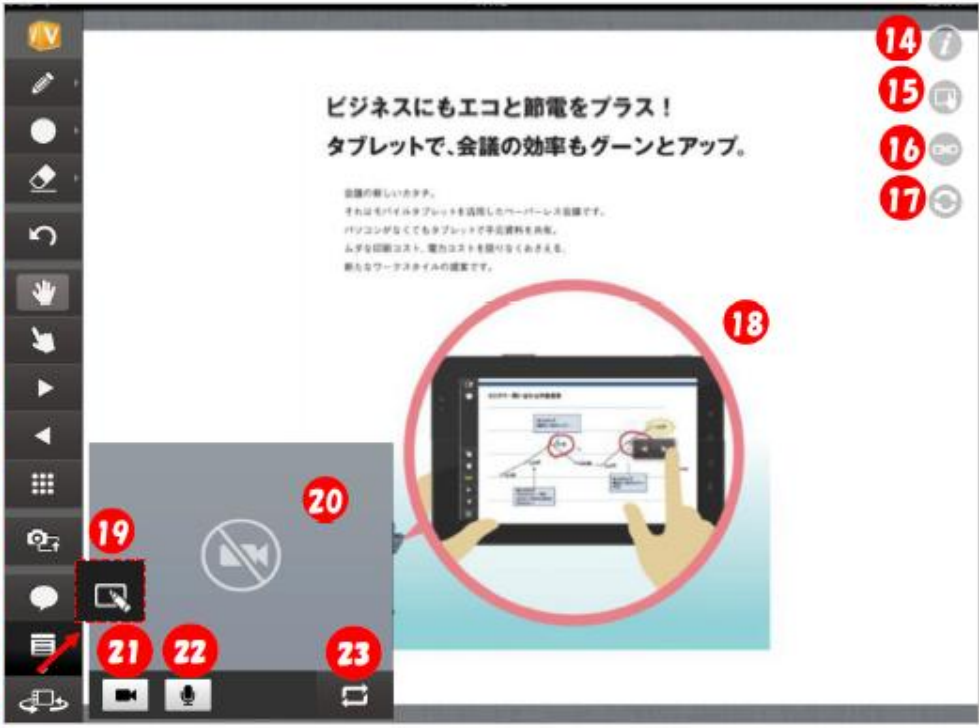 14
15
16
17
ビジネスにもエコと節電をプラス！
タブレットで、会議の効率もグーンとアップ。
会議の新しいカタチ。
それはモバイルタブレットを活用したペーパーレス会議です。
パソコンがなくてもタブレットで手元資料を共有。
ムダな印刷コスト、電力コストを限りなくおさえる、
新たなワークスタイルの提案です。
18
19
20
21
22
23